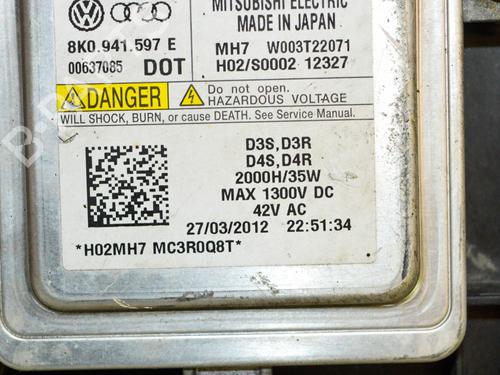 MITSUBISHI ELECTRIC
MADE IN JAPAN
8K0.941.597 E
MH7 W003T22071
00637085 DOT
H02/S0002 12327
DANGER
Do not open.
HAZARDOUS VOLTAGE
WILL SHOCK, BURN, or cause DEATH. See Service Manual.
D3S,D3R
D4S,D4R
2000H/35W
MAX 1300V DC
42V AC
27/03/2012 22:51:34
*H02MH7 MC3R0Q8T*